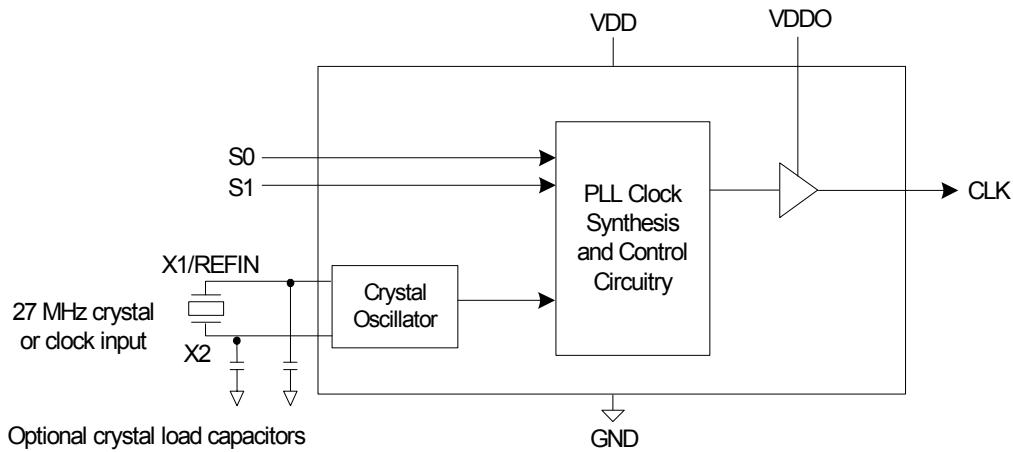 VDD
VDDO
S0
S1
PLL Clock
Synthesis
and Control
Circuitry
CLK
X1/REFIN
Crystal
Oscillator
27 MHz crystal
or clock input
X2
Optional crystal load capacitors
GND